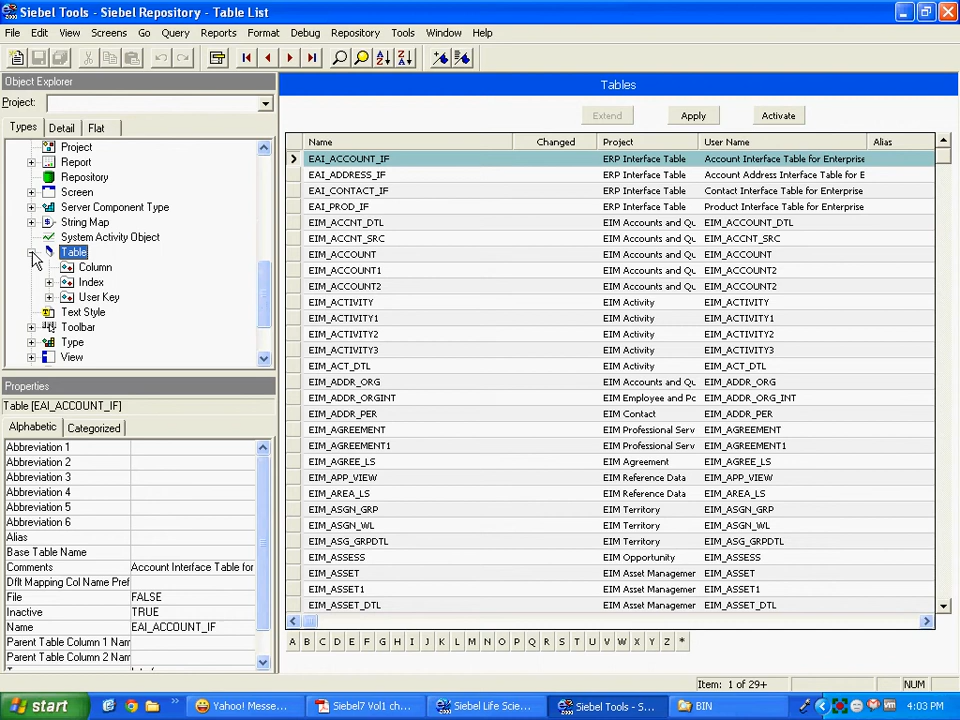 Siebel Tools - Siebel Repository - Table List
File Edit View Screens Go Query Reports Format Debug Repository Tools Window Help
Object Explorer
Project:
Types Detail Flat
Project
Report
Repository
Screen
Server Component Type
String Map
System Activity Object
Table
Column
Index
User Key
Text Style
Toolbar
Type
View
Properties
Table [EAI_ACCOUNT_IF]
Alphabetic Categorized
Abbreviation 1
Abbreviation 2
Abbreviation 3
Abbreviation 4
Abbreviation 5
Abbreviation 6
Alias
Base Table Name
Comments Account Interface Table for
Dflt Mapping Col Name Pref
File FALSE
Inactive TRUE
Name EAI_ACCOUNT_IF
Parent Table Column 1 Nam
Parent Table Column 2 Nam
Tables
Extend Apply Activate
Name Changed Project User Name Alias
EAI_ACCOUNT_IF ERP Interface Table Account Interface Table for Enterprise
EAI_ADDRESS_IF ERP Interface Table Account Address Interface Table for E
EAI_CONTACT_IF ERP Interface Table Contact Interface Table for Enterprise
EAI_PROD_IF ERP Interface Table Product Interface Table for Enterprise
EIM_ACCNT_DTL EIM Accounts and Qu EIM_ACCOUNT_DTL
EIM_ACCNT_SRC EIM Accounts and Qu EIM_ACCNT_SRC
EIM_ACCOUNT EIM Accounts and Qu EIM_ACCOUNT
EIM_ACCOUNT1 EIM Accounts and Qu EIM_ACCOUNT2
EIM_ACCOUNT2 EIM Accounts and Qu EIM_ACCOUNT2
EIM_ACTIVITY EIM Activity EIM_ACTIVITY
EIM_ACTIVITY1 EIM Activity EIM_ACTIVITY1
EIM_ACTIVITY2 EIM Activity EIM_ACTIVITY2
EIM_ACTIVITY3 EIM Activity EIM_ACTIVITY3
EIM_ACT_DTL EIM Activity EIM_ACT_DTL
EIM_ADDR_ORG EIM Accounts and Qu EIM_ADDR_ORG
EIM_ADDR_ORGINT EIM Employee and Pc EIM_ADDR_ORG_INT
EIM_ADDR_PER EIM Contact EIM_ADDR_PER
EIM_AGREEMENT EIM Professional Serv EIM_AGREEMENT
EIM_AGREEMENT1 EIM Professional Serv EIM_AGREEMENT1
EIM_AGREE_LS EIM Agreement EIM_AGREE_LS
EIM_APP_VIEW EIM Reference Data EIM_APP_VIEW
EIM_AREA_LS EIM Reference Data EIM_AREA_LS
EIM_ASGN_GRP EIM Territory EIM_ASGN_GRP
EIM_ASGN_WL EIM Territory EIM_ASGN_WL
EIM_ASG_GRPDTL EIM Territory EIM_ASG_GRPDTL
EIM_ASSESS EIM Opportunity EIM_ASSESS
EIM_ASSET EIM Asset Managemer EIM_ASSET
EIM_ASSET1 EIM Asset Managemer EIM_ASSET1
EIM_ASSET_DTL EIM Asset Managemer EIM_ASSET_DTL
A B C D E F G H I J K L M N O P Q R S T U V W X Y Z *
Item: 1 of 29+ NUM
start Yahoo! Messe... Siebel7 Vol1 ch... Siebel Life Scie... Siebel Tools - S... BIN 4:03 PM